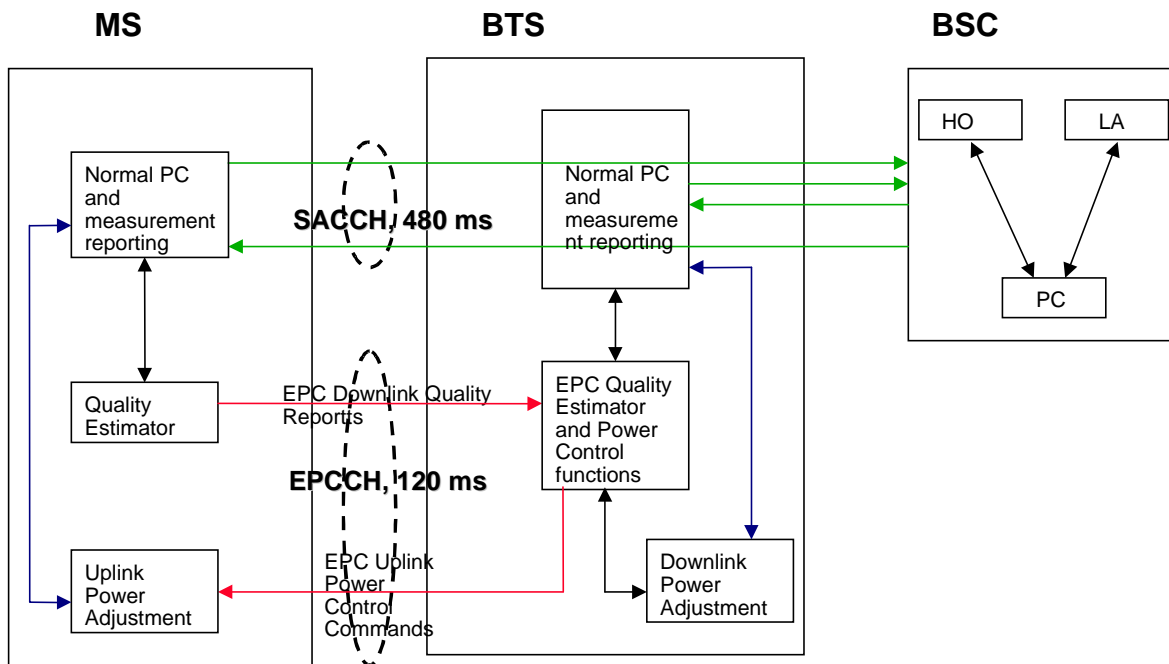 MS
BTS
BSC
HO
LA
Normal PC
and
measurement
reporting
Normal PC
and
measureme
nt reporting
SACCH, 480 ms
PC
Quality
Estimator
EPC Downlink Quality
Reportts
EPC Quality
Estimator
and Power
Control
functions
EPCCH, 120 ms
Uplink
Power
Adjustment
EPC Uplink
Power
Control
Commands
Downlink
Power
Adjustment